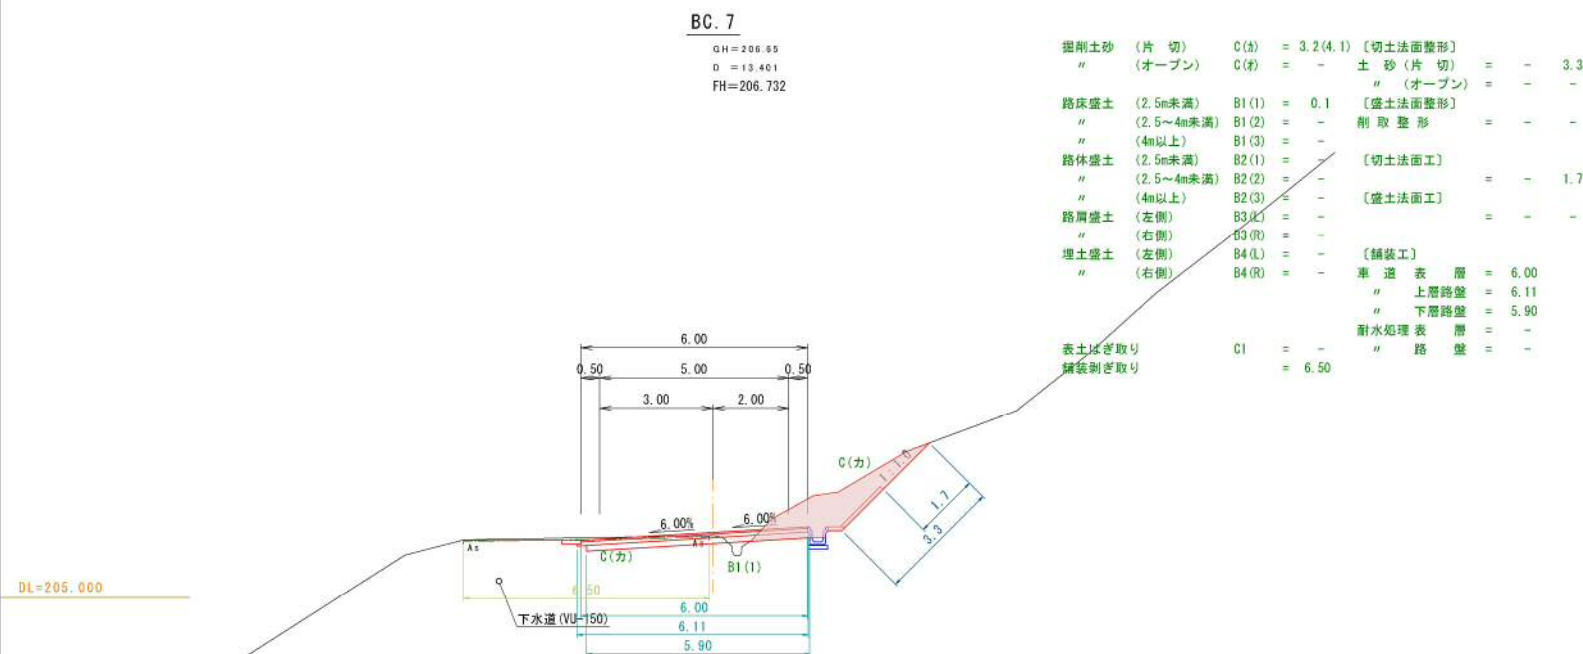 BC. 7
GH=206.65
D =13.401
FH=206.732
掘削土砂 (片 切) C(カ) = 3.2(4.1) [切土法面整形]
〃 (オープン) C(オ) = - 土 砂 (片 切) = - 3.3
〃 (オープン) = - -
路床盛土 (2.5m未満) B1(1) = 0.1 [盛土法面整形]
〃 (2.5~4m未満) B1(2) = - 削 取 整 形 = - -
〃 (4m以上) B1(3) = -
路体盛土 (2.5m未満) B2(1) = - [切土法面工]
〃 (2.5~4m未満) B2(2) = - = - 1.7
〃 (4m以上) B2(3) = - [盛土法面工]
路肩盛土 (左側) B3(L) = - = - -
〃 (右側) B3(R) = -
埋土盛土 (左側) B4(L) = - [舗装工]
〃 (右側) B4(R) = - 車 道 表 層 = 6.00
〃 上層路盤 = 6.11
〃 下層路盤 = 5.90
耐水処理 表 層 = -
表土はぎ取り C1 = - 〃 路 盤 = -
舗装剥ぎ取り = 6.50
6.00
0.50 5.00 0.50
3.00 2.00
C(カ)
1:1.0
1.7
3.3
6.00% 6.00%
As As
C(カ)
B1(1)
DL=205.000
6.50
下水道(VU-150)
6.00
6.11
5.90